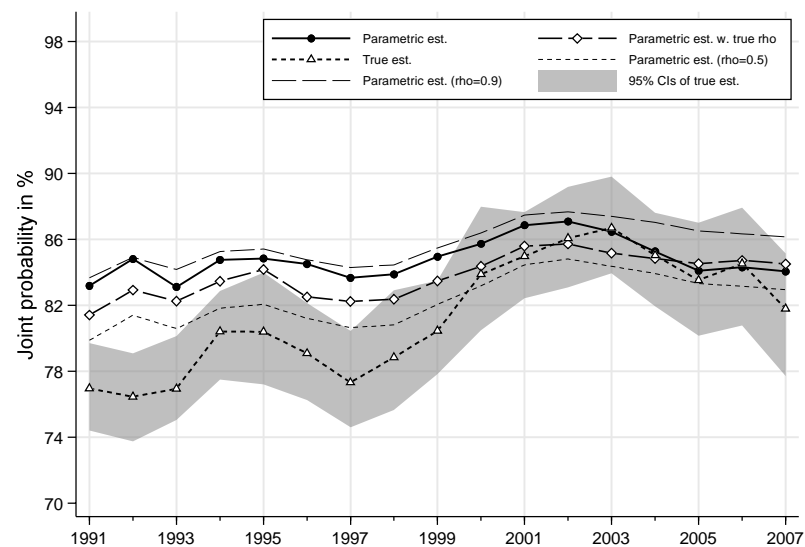 Parametric est.
Parametric est. w. true rho
True est.
Parametric est. (rho=0.5)
Parametric est. (rho=0.9)
95% CIs of true est.
Joint probability in %
98
94
90
86
82
78
74
70
1991 1993 1995 1997 1999 2001 2003 2005 2007